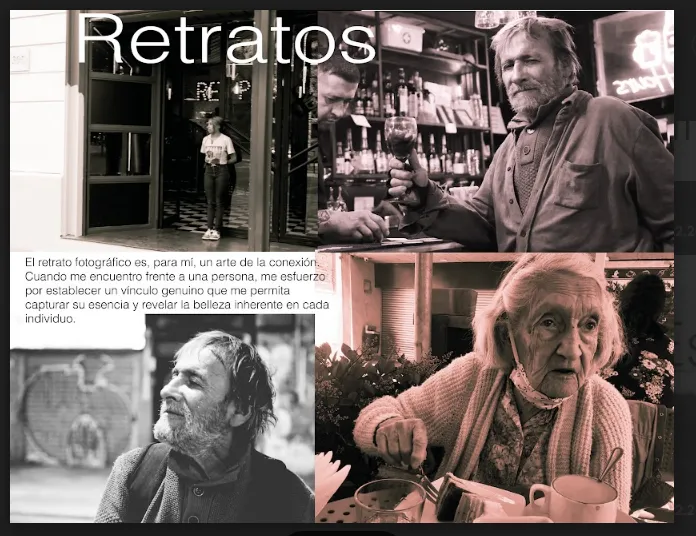 Retratos
El retrato fotográfico es, para mí, un arte de la conexión.
Cuando me encuentro frente a una persona, me esfuerzo
por establecer un vínculo genuino que me permita
capturar su esencia y revelar la belleza inherente en cada
individuo.